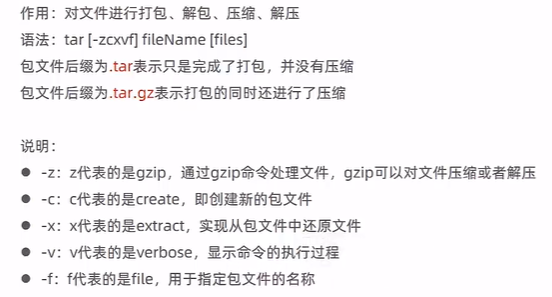 作用：对文件进行打包、解包、压缩、解压
语法：tar [-zcxvf] fileName [files]
包文件后缀为.tar表示只是完成了打包，并没有压缩
包文件后缀为.tar.gz表示打包的同时还进行了压缩
说明：
● -z：z代表的是gzip，通过gzip命令处理文件，gzip可以对文件压缩或者解压
● -c：c代表的是create，即创建新的包文件
● -x：x代表的是extract，实现从包文件中还原文件
● -v：v代表的是verbose，显示命令的执行过程
● -f：f代表的是file，用于指定包文件的名称